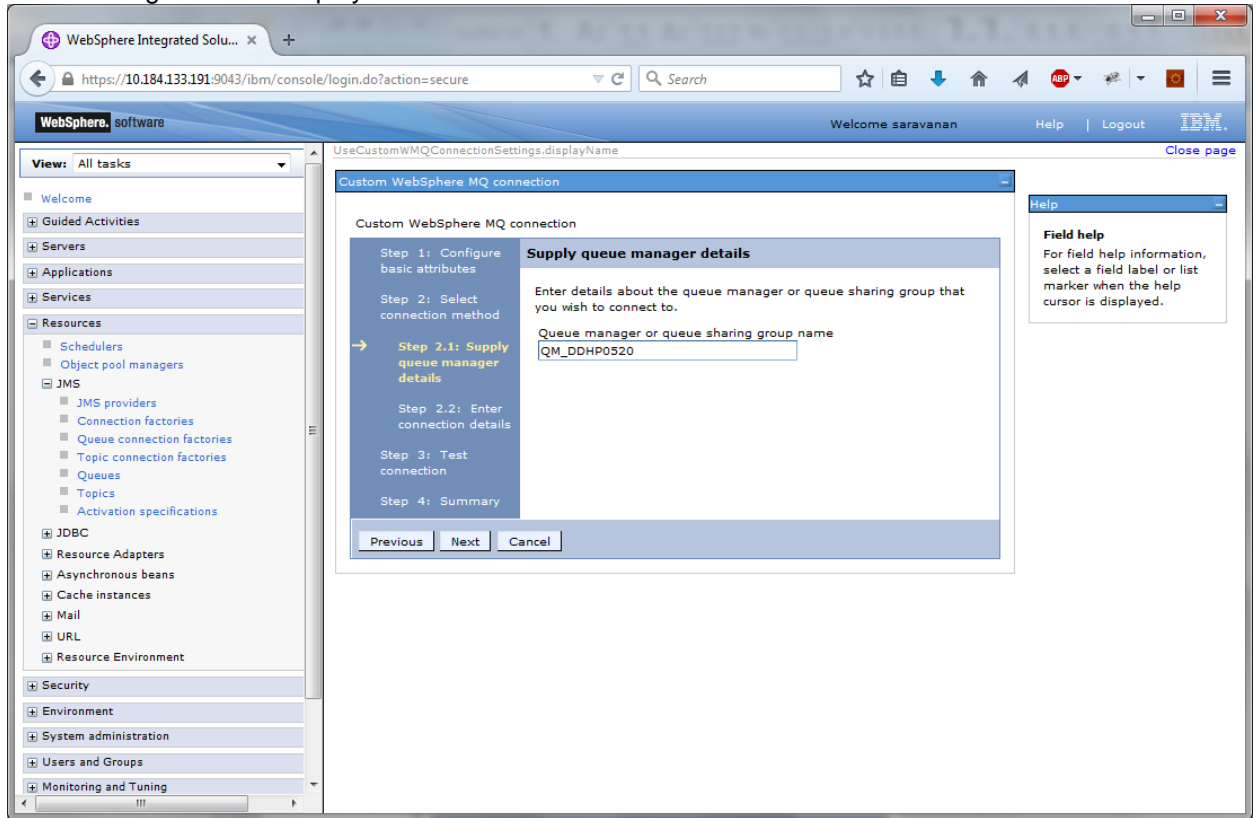 WebSphere Integrated Solu...
https://10.184.133.191:9043/ibm/console/login.do?action=secure
Search
ABP
WebSphere. software
Welcome saravanan
Help | Logout
IBM.
View: All tasks
Welcome
Guided Activities
Servers
Applications
Services
Resources
Schedulers
Object pool managers
JMS
JMS providers
Connection factories
Queue connection factories
Topic connection factories
Queues
Topics
Activation specifications
JDBC
Resource Adapters
Asynchronous beans
Cache instances
Mail
URL
Resource Environment
Security
Environment
System administration
Users and Groups
Monitoring and Tuning
UseCustomWMQConnectionSettings.displayName
Close page
Custom WebSphere MQ connection
Custom WebSphere MQ connection
Step 1: Configure
basic attributes
Step 2: Select
connection method
Step 2.1: Supply
queue manager
details
Step 2.2: Enter
connection details
Step 3: Test
connection
Step 4: Summary
Supply queue manager details
Enter details about the queue manager or queue sharing group that
you wish to connect to.
Queue manager or queue sharing group name
QM_DDHP0520
Previous Next Cancel
Help
Field help
For field help information,
select a field label or list
marker when the help
cursor is displayed.